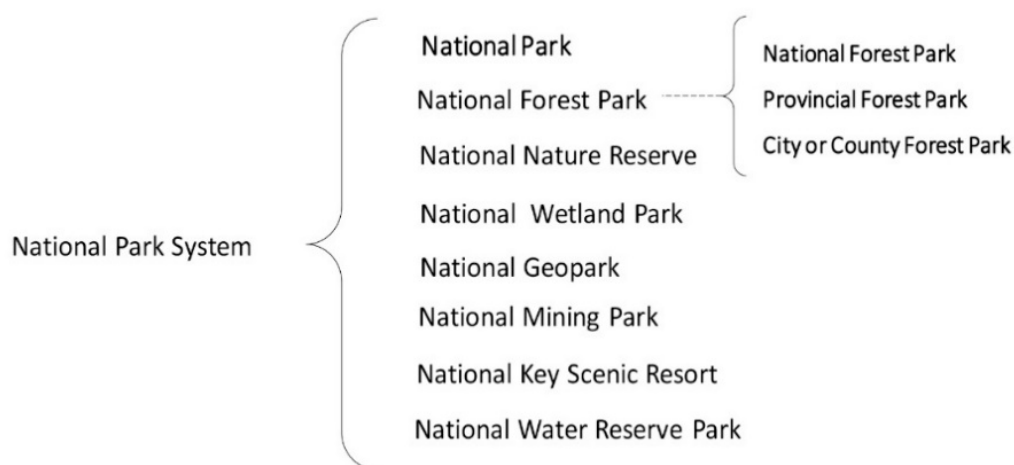 National Park System
National Park
National Forest Park
National Nature Reserve
National Wetland Park
National Geopark
National Mining Park
National Key Scenic Resort
National Water Reserve Park
National Forest Park
Provincial Forest Park
City or County Forest Park